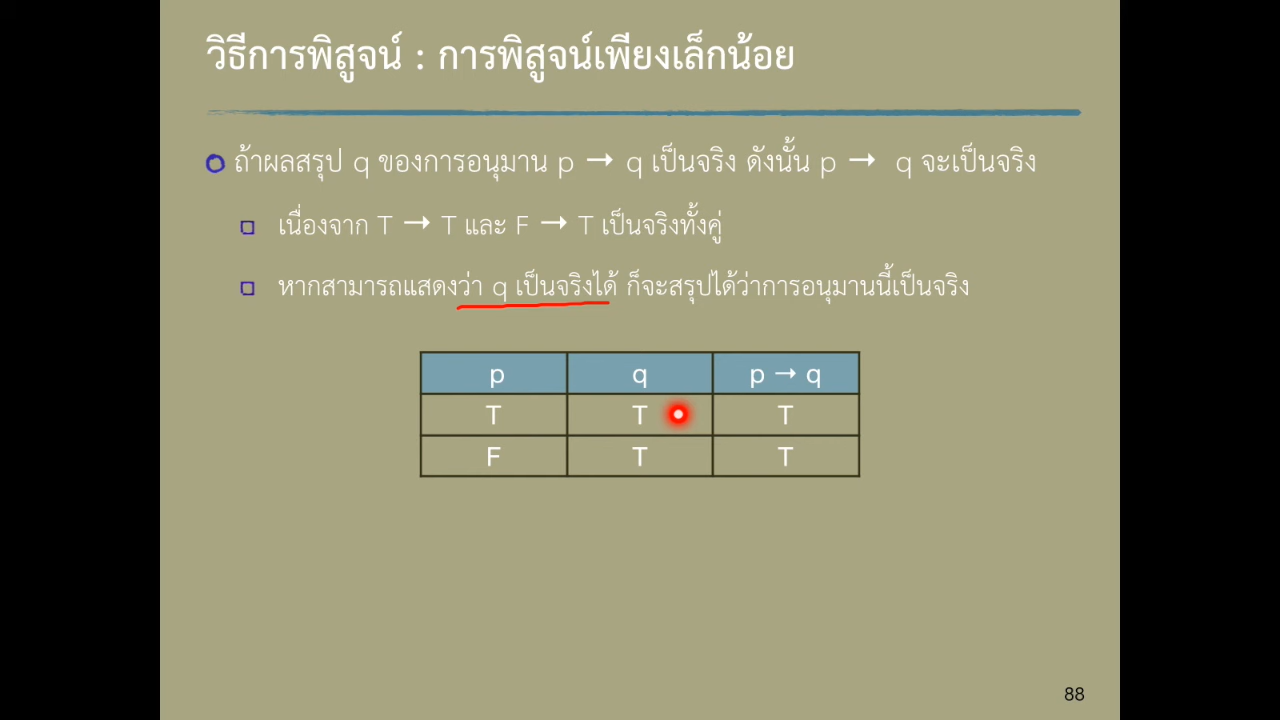 วิธีการพิสูจน์ : การพิสูจน์เพียงเล็กน้อย
ถ้าผลสรุป q ของการอนุมาน p → q เป็นจริง ดังนั้น p → q จะเป็นจริง
เนื่องจาก T → T และ F → T เป็นจริงทั้งคู่
หากสามารถแสดงว่า q เป็นจริงได้ ก็จะสรุปได้ว่าการอนุมานนี้เป็นจริง
p q p → q
T T T
F T T
88